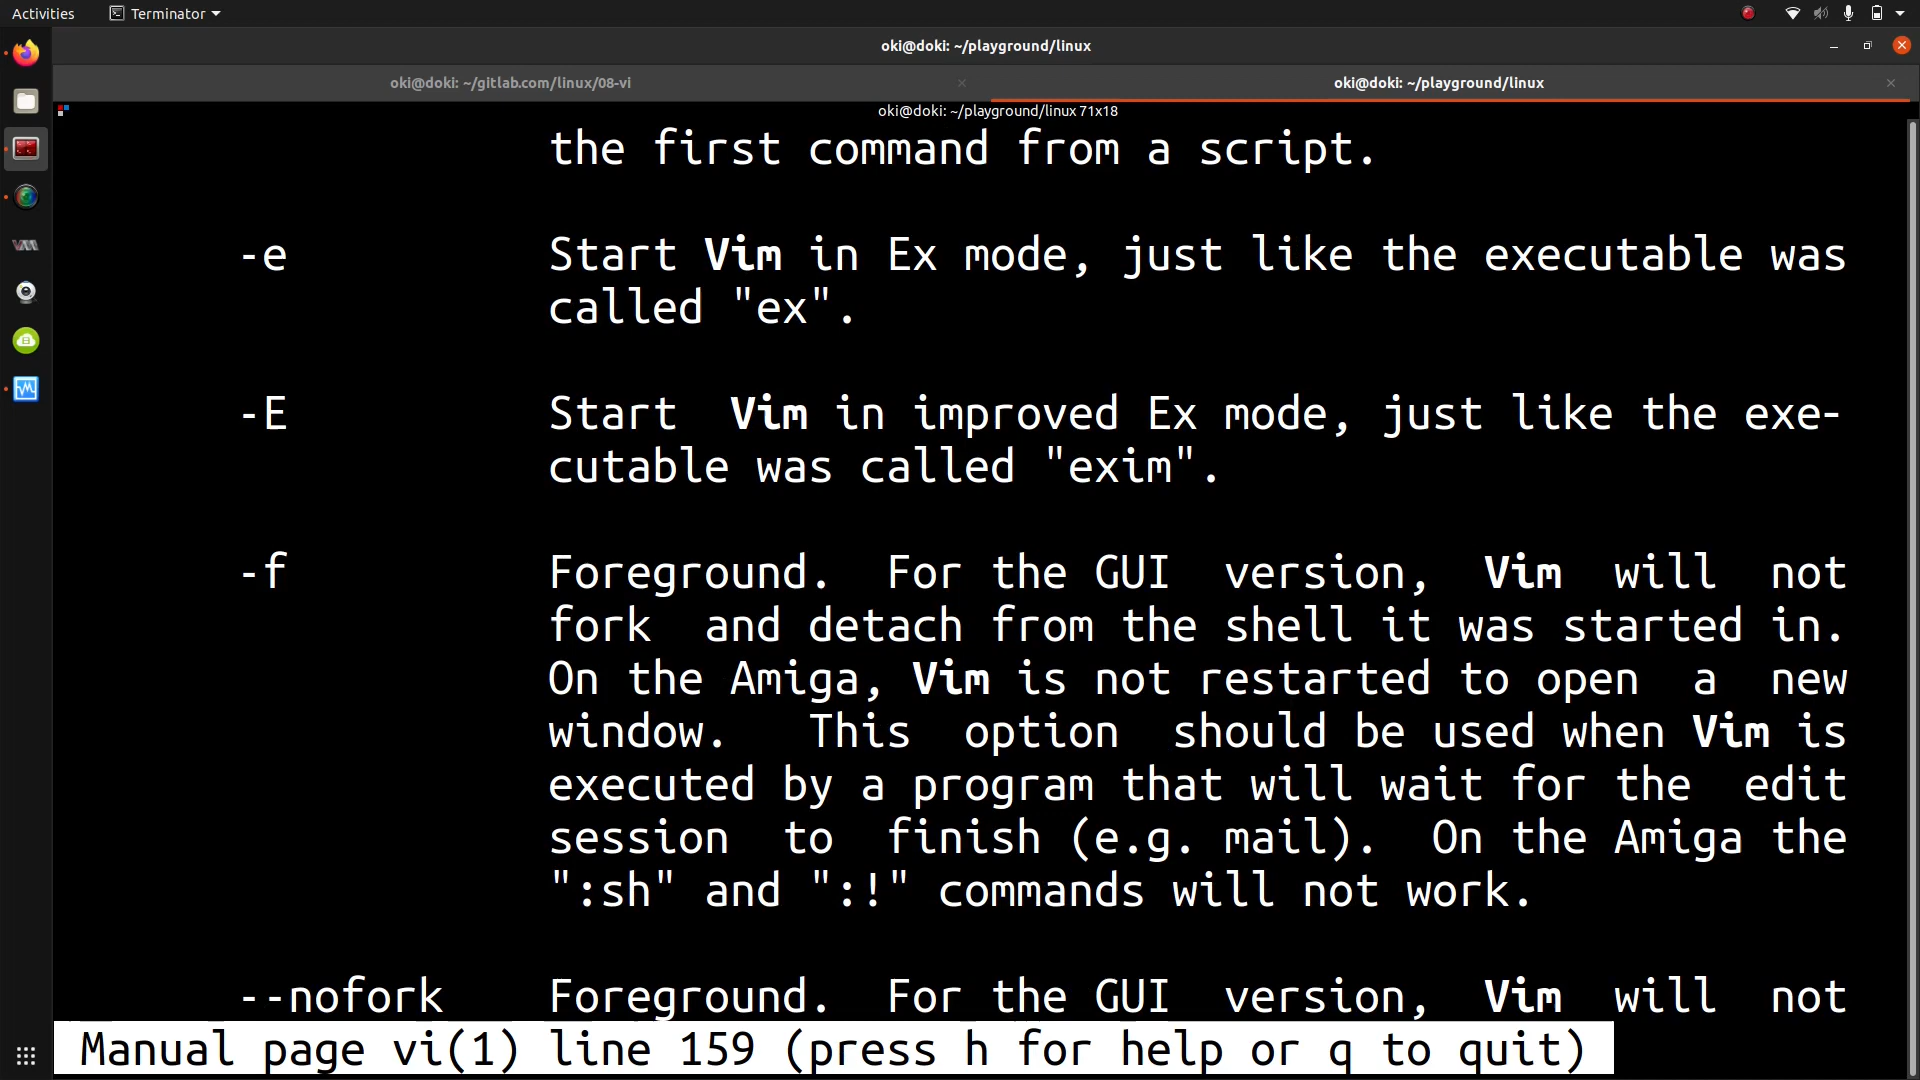 Activities
Terminator
oki@doki: ~/playground/linux
oki@doki: ~/gitlab.com/linux/08-vi
oki@doki: ~/playground/linux
oki@doki: ~/playground/linux 71x18
the first command from a script.
-e Start Vim in Ex mode, just like the executable was
called "ex".
-E Start Vim in improved Ex mode, just like the exe-
cutable was called "exim".
-f Foreground. For the GUI version, Vim will not
fork and detach from the shell it was started in.
On the Amiga, Vim is not restarted to open a new
window. This option should be used when Vim is
executed by a program that will wait for the edit
session to finish (e.g. mail). On the Amiga the
":sh" and ":!" commands will not work.
--nofork Foreground. For the GUI version, Vim will not
Manual page vi(1) line 159 (press h for help or q to quit)